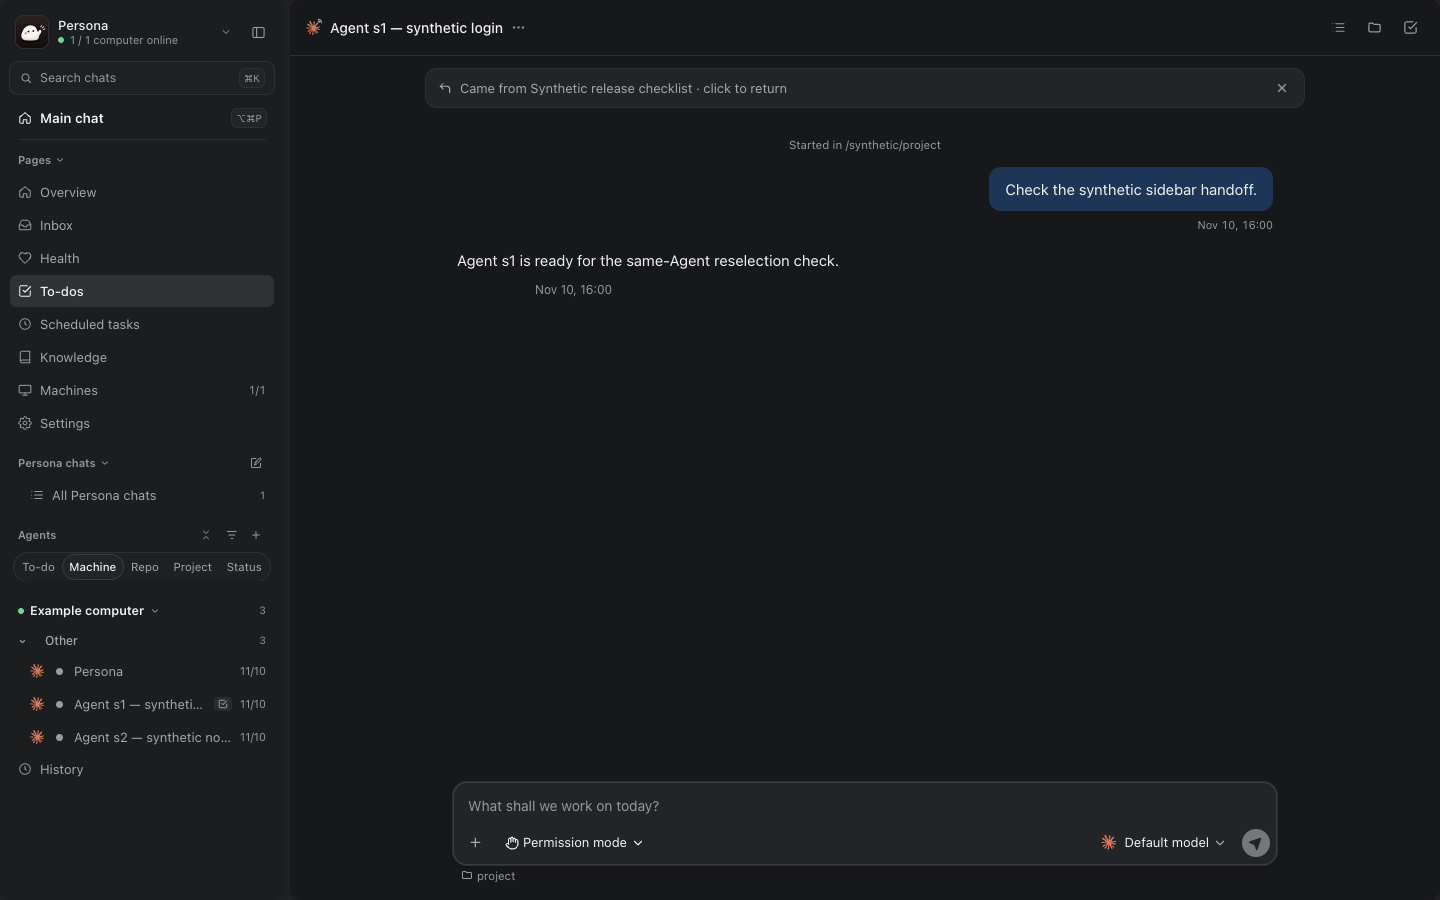 Persona
1 / 1 computer online
Search chats
⌘K
Main chat
⌥⌘P
Pages
Overview
Inbox
Health
To-dos
Scheduled tasks
Knowledge
Machines
1/1
Settings
Persona chats
All Persona chats
1
Agents
To-do Machine Repo Project Status
Example computer
3
Other
3
Persona
11/10
Agent s1 — syntheti...
11/10
Agent s2 — synthetic no...
11/10
History
Agent s1 — synthetic login
Came from Synthetic release checklist · click to return
Started in /synthetic/project
Check the synthetic sidebar handoff.
Nov 10, 16:00
Agent s1 is ready for the same-Agent reselection check.
Nov 10, 16:00
What shall we work on today?
Permission mode
Default model
project